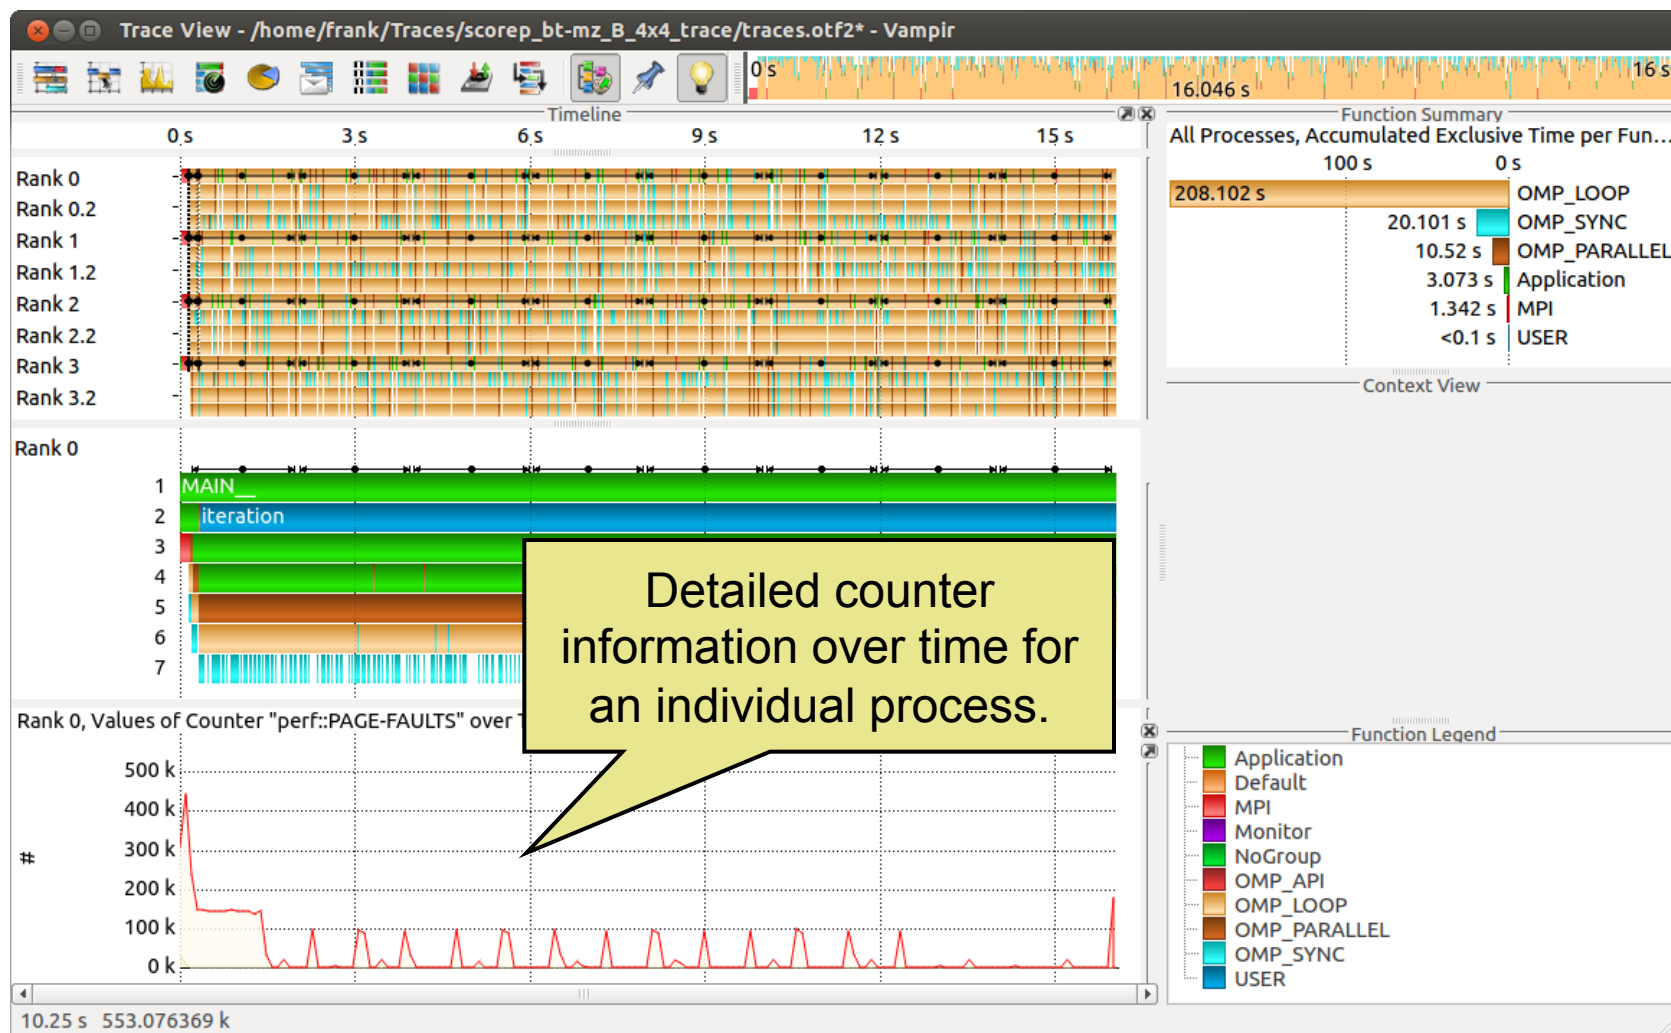 Trace View - /home/frank/Traces/scorep_bt-mz_B_4x4_trace/traces.otf2* - Vampir
0 s
16 s
16.046 s
Timeline
0 s
3 s
6 s
9 s
12 s
15 s
Rank 0
Rank 0.2
Rank 1
Rank 1.2
Rank 2
Rank 2.2
Rank 3
Rank 3.2
Rank 0
1
MAIN__
2
iteration
3
4
5
6
7
Detailed counter
information over time for
an individual process.
Rank 0, Values of Counter "perf::PAGE-FAULTS" over
500 k
400 k
300 k
200 k
100 k
0 k
#
Function Summary
All Processes, Accumulated Exclusive Time per Fun...
100 s
0 s
208.102 s OMP_LOOP
20.101 s OMP_SYNC
10.52 s OMP_PARALLEL
3.073 s Application
1.342 s MPI
<0.1 s USER
Context View
Function Legend
Application
Default
MPI
Monitor
NoGroup
OMP_API
OMP_LOOP
OMP_PARALLEL
OMP_SYNC
USER
10.25 s 553.076369 k